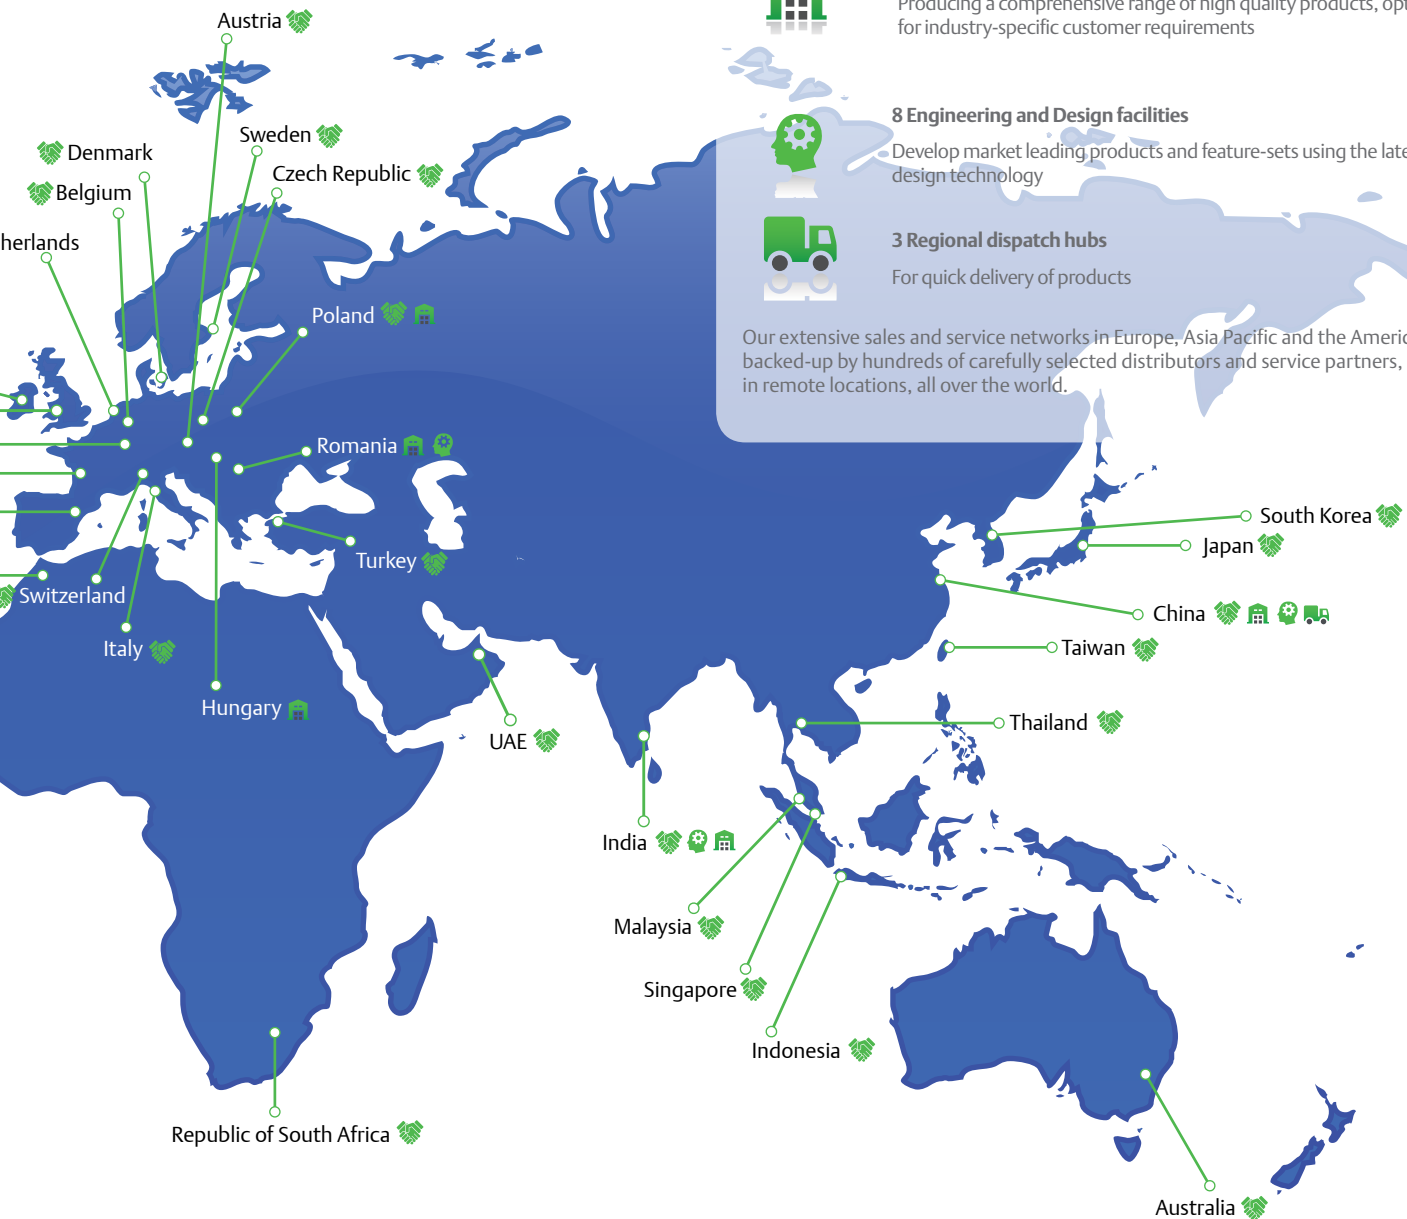 Austria
Producing a comprehensive range of high quality products,
for industry-specific customer requirements
8 Engineering and Design facilities
Develop market leading products and feature-sets using the
design technology
3 Regional dispatch hubs
For quick delivery of products
Our extensive sales and service networks in Europe, Asia Pacific and the
backed-up by hundreds of carefully selected distributors and service partners,
in remote locations, all over the world.
Sweden
Denmark
Czech Republic
Belgium
herlands
Poland
Romania
Turkey
Switzerland
Italy
Hungary
UAE
South Korea
Japan
China
Taiwan
Thailand
India
Malaysia
Singapore
Indonesia
Republic of South Africa
Australia